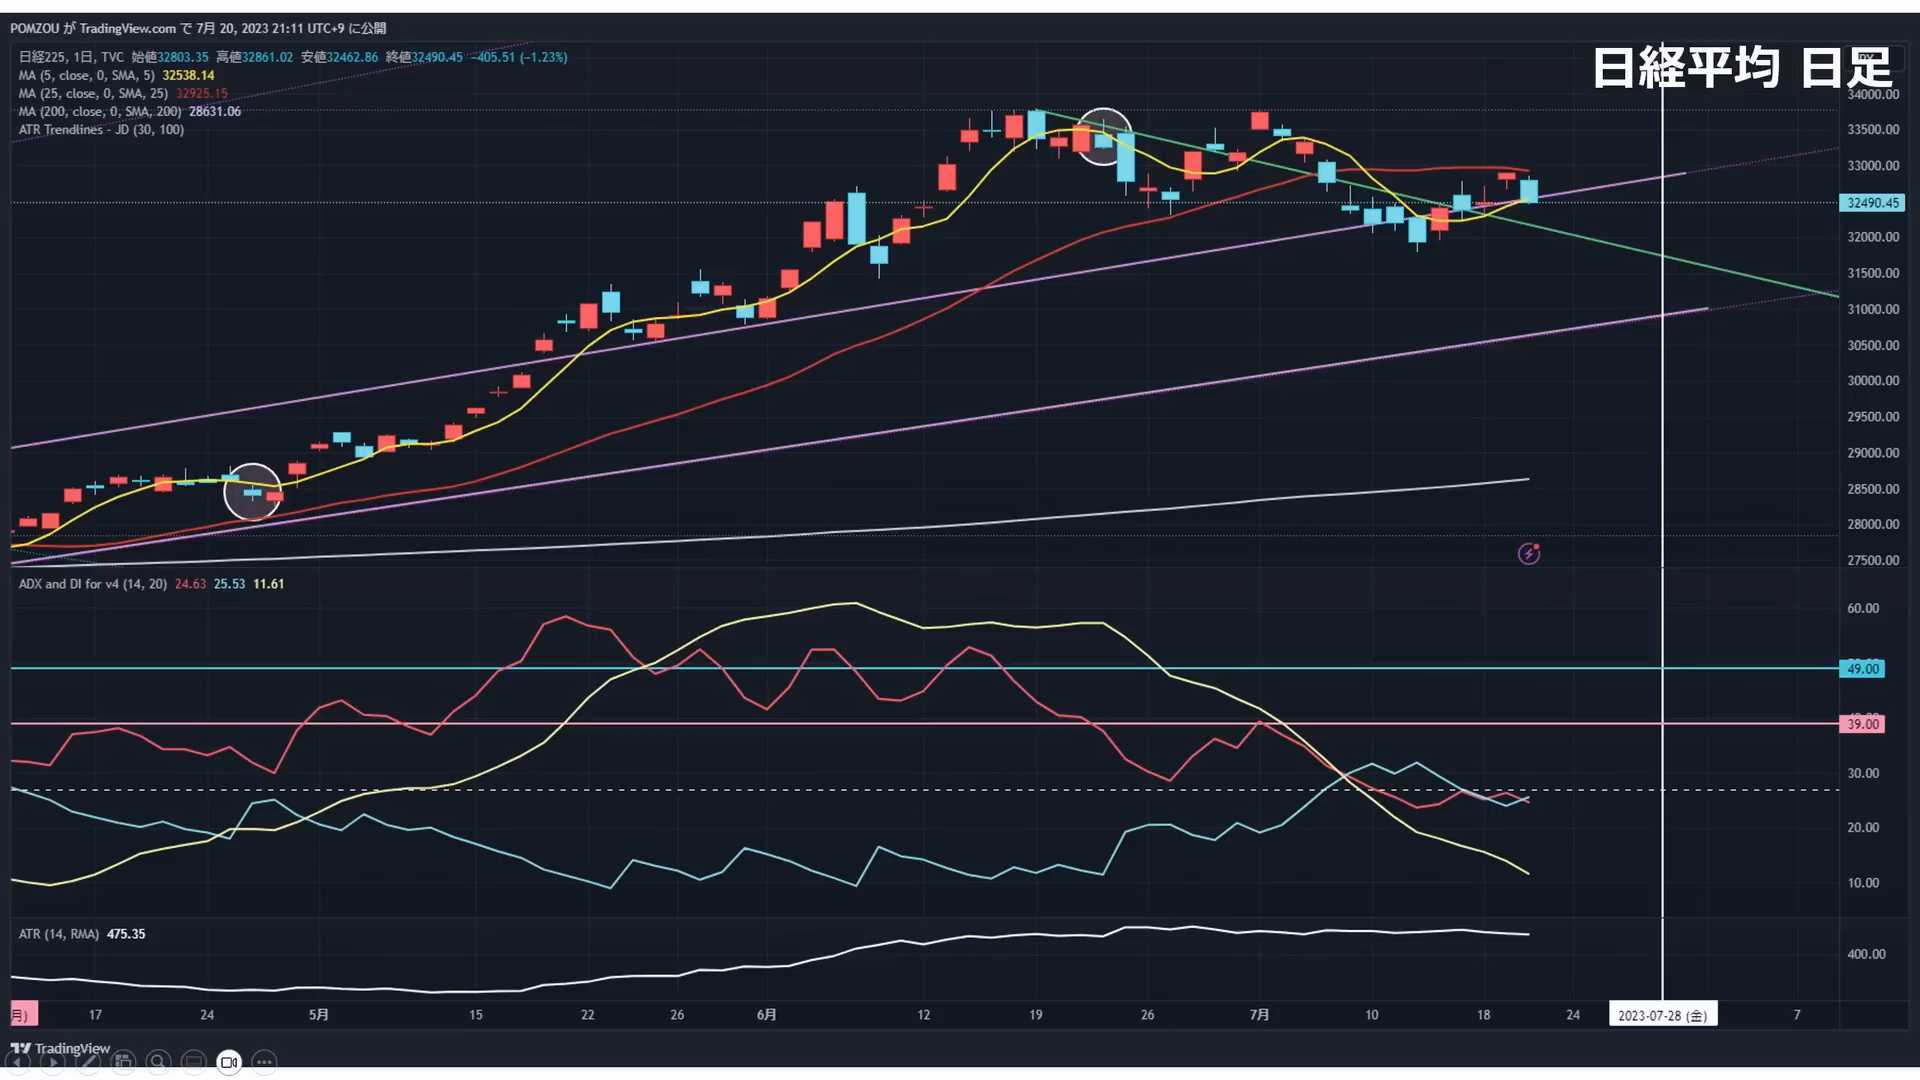 POMZOU が TradingView.com で 7月 20, 2023 21:11 UTC+9 に公開
日経225, 1日, TVC 始値32803.35 高値32861.02 安値32462.86 終値32490.45 −405.51 (−1.23%)
日経平均 日足
MA (5, close, 0, SMA, 5) 32538.14
MA (25, close, 0, SMA, 25) 32925.15
MA (200, close, 0, SMA, 200) 28631.06
ATR Trendlines - JD (30, 100)
34000.00
33500.00
33000.00
32490.45
32000.00
31500.00
31000.00
30500.00
30000.00
29500.00
29000.00
28500.00
28000.00
27500.00
ADX and DI for v4 (14, 20) 24.63 25.53 11.61
60.00
49.00
39.00
30.00
20.00
10.00
ATR (14, RMA) 475.35
400.00
月) 17 24 5月 15 22 26 6月 12 19 26 7月 10 18 24 2023-07-28 (金) 7
TradingView